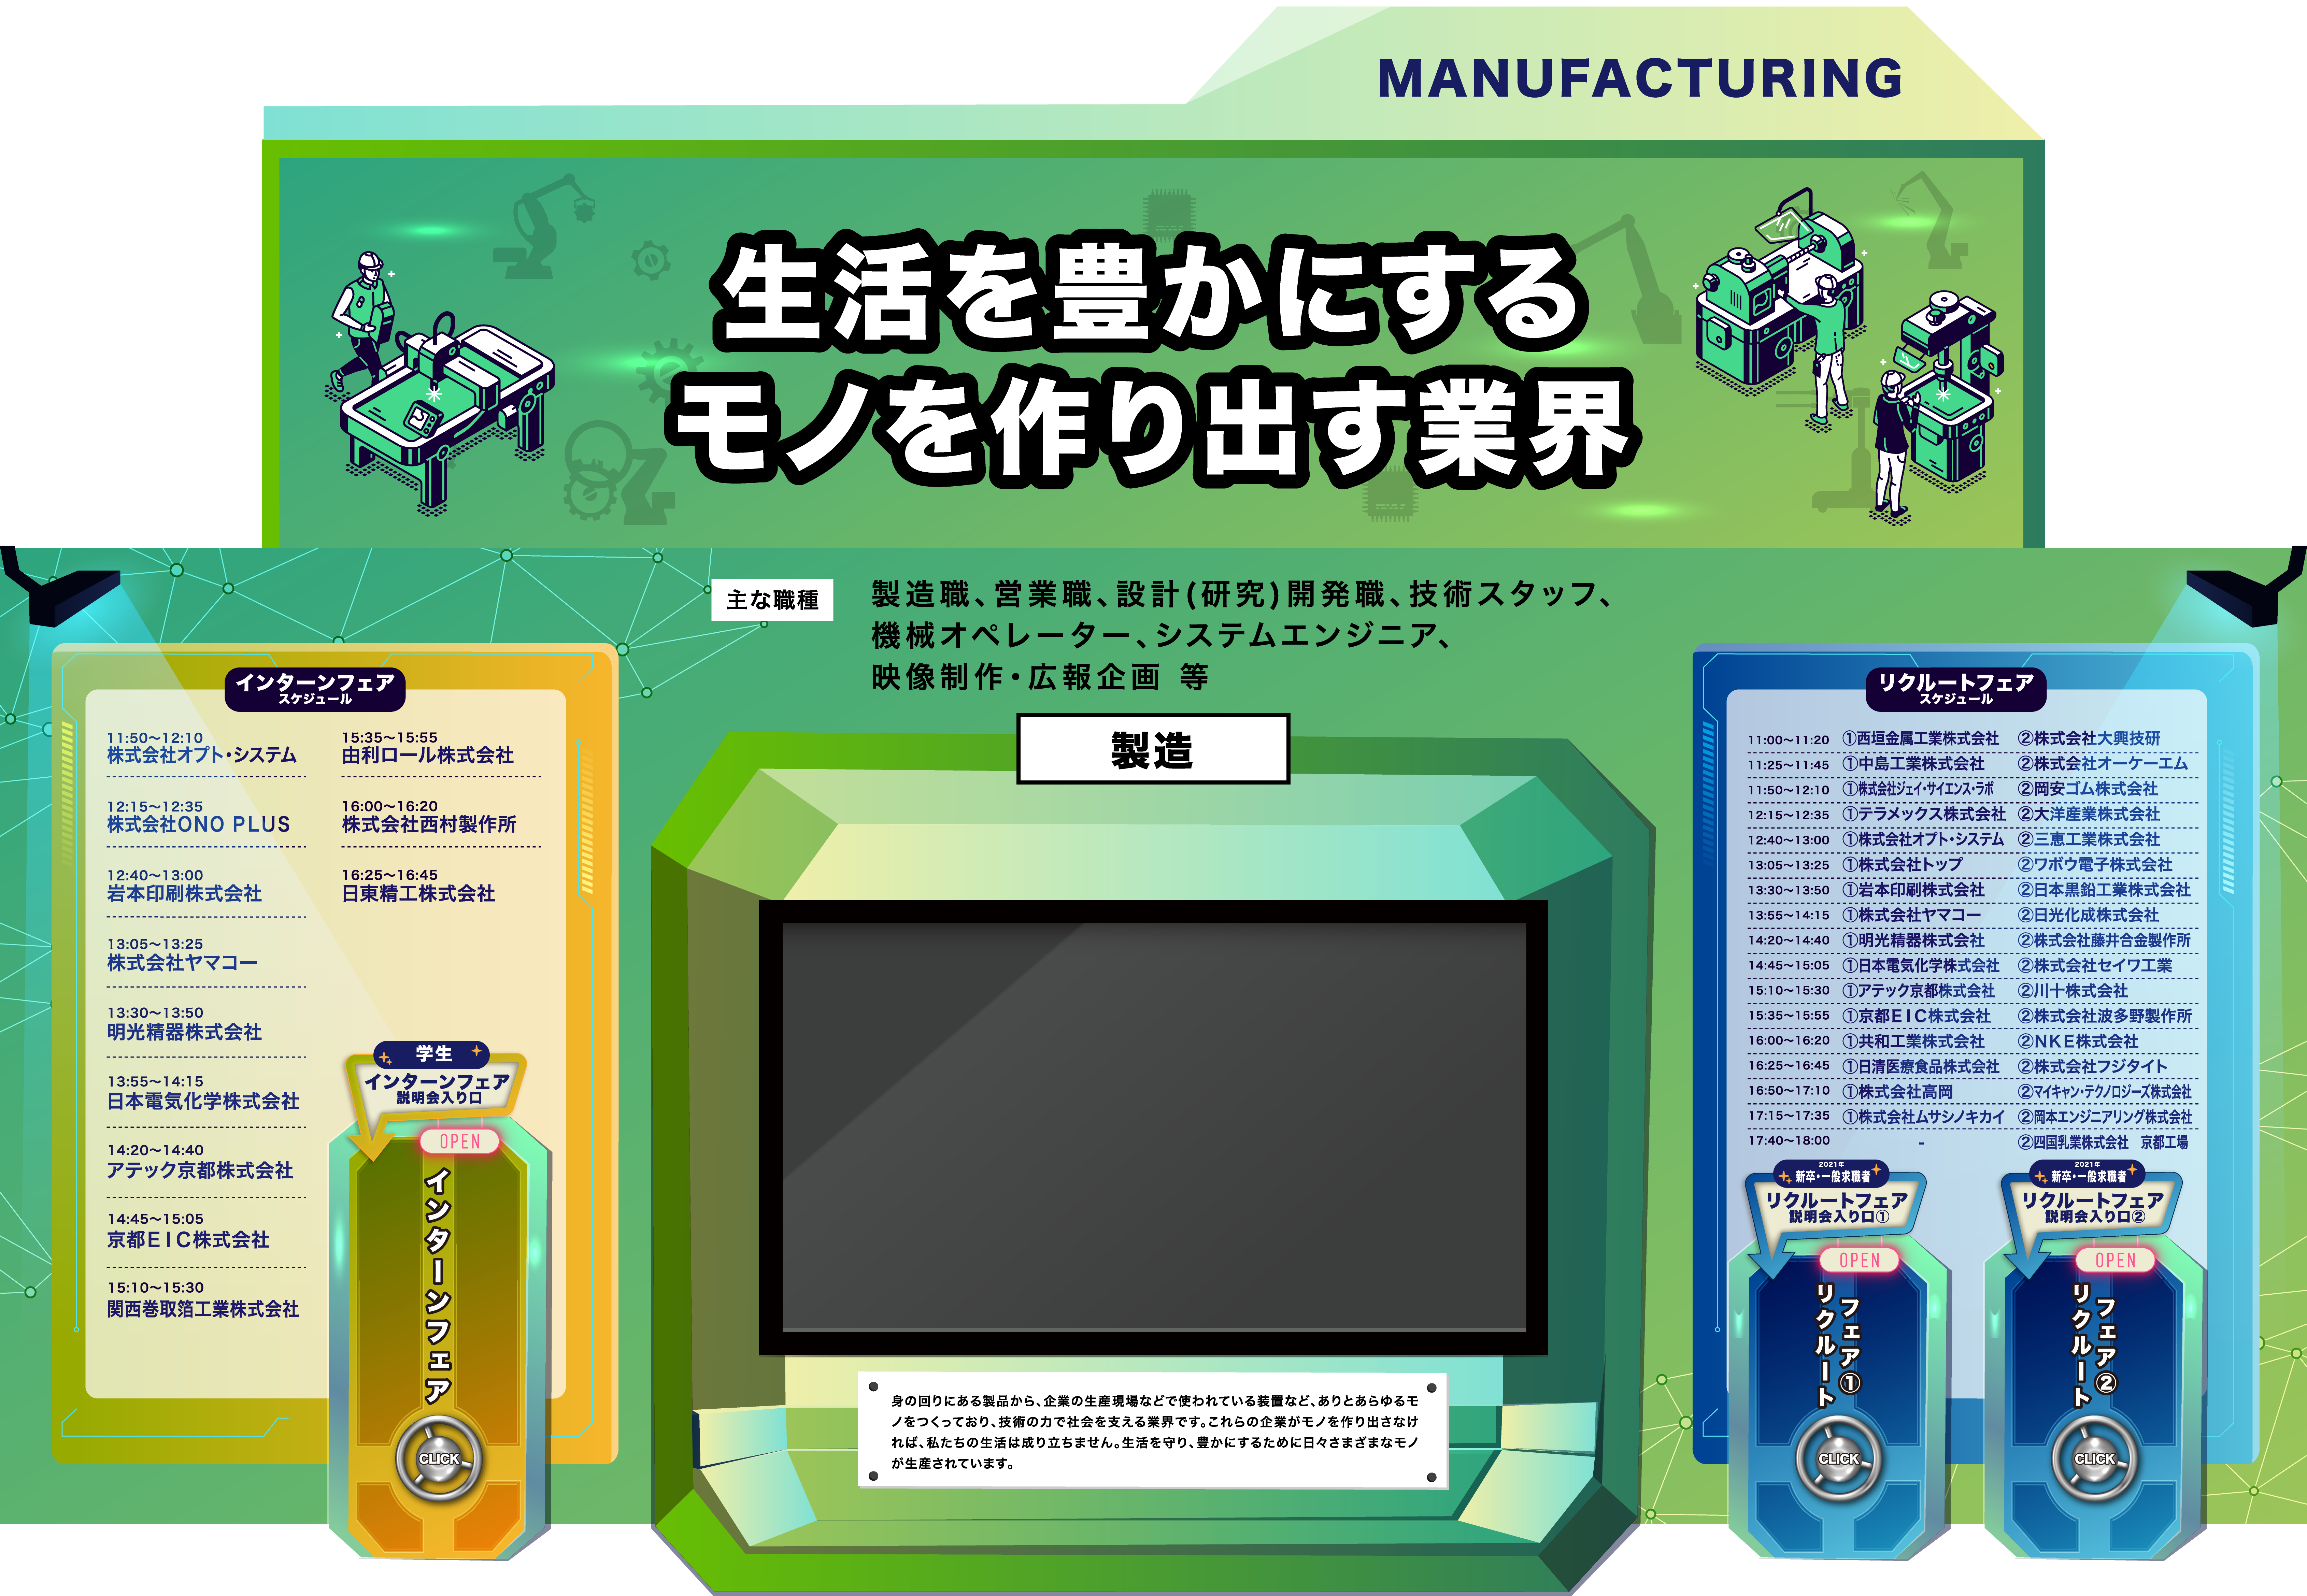 MANUFACTURING
生活を豊かにする
モノを作り出す業界
主な職種
製造職、営業職、設計(研究)開発職、技術スタッフ、
機械オペレーター、システムエンジニア、
映像制作・広報企画 等
インターンフェア
スケジュール
11:50〜12:10
株式会社オプト・システム
12:15〜12:35
株式会社ONO PLUS
12:40〜13:00
岩本印刷株式会社
13:05〜13:25
株式会社ヤマコー
13:30〜13:50
明光精器株式会社
13:55〜14:15
日本電気化学株式会社
14:20〜14:40
アテック京都株式会社
14:45〜15:05
京都EIC株式会社
15:10〜15:30
関西巻取箔工業株式会社
15:35〜15:55
由利ロール株式会社
16:00〜16:20
株式会社西村製作所
16:25〜16:45
日東精工株式会社
学生
インターンフェア
説明会入り口
OPEN
インターンフェア
CLICK
製造
身の回りにある製品から、企業の生産現場などで使われている装置など、ありとあらゆるモ
ノをつくっており、技術の力で社会を支える業界です。これらの企業がモノを作り出さなけ
れば、私たちの生活は成り立ちません。生活を守り、豊かにするために日々さまざまなモノ
が生産されています。
リクルートフェア
スケジュール
11:00〜11:20 ①西垣金属工業株式会社 ②株式会社大興技研
11:25〜11:45 ①中島工業株式会社 ②株式会社オーケーエム
11:50〜12:10 ①株式会社ジェイ・サイエンス・ラボ ②岡安ゴム株式会社
12:15〜12:35 ①テラメックス株式会社 ②大洋産業株式会社
12:40〜13:00 ①株式会社オプト・システム ②三恵工業株式会社
13:05〜13:25 ①株式会社トップ ②ワボウ電子株式会社
13:30〜13:50 ①岩本印刷株式会社 ②日本黒鉛工業株式会社
13:55〜14:15 ①株式会社ヤマコー ②日光化成株式会社
14:20〜14:40 ①明光精器株式会社 ②株式会社藤井合金製作所
14:45〜15:05 ①日本電気化学株式会社 ②株式会社セイワ工業
15:10〜15:30 ①アテック京都株式会社 ②川十株式会社
15:35〜15:55 ①京都EIC株式会社 ②株式会社波多野製作所
16:00〜16:20 ①共和工業株式会社 ②NKE株式会社
16:25〜16:45 ①日清医療食品株式会社 ②株式会社フジタイト
16:50〜17:10 ①株式会社高岡 ②マイキャン・テクノロジーズ株式会社
17:15〜17:35 ①株式会社ムサシノキカイ ②岡本エンジニアリング株式会社
17:40〜18:00 - ②四国乳業株式会社 京都工場
2021年
新卒・一般求職者
リクルートフェア
説明会入り口①
OPEN
リクルート
フェア①
CLICK
2021年
新卒・一般求職者
リクルートフェア
説明会入り口②
OPEN
リクルート
フェア②
CLICK